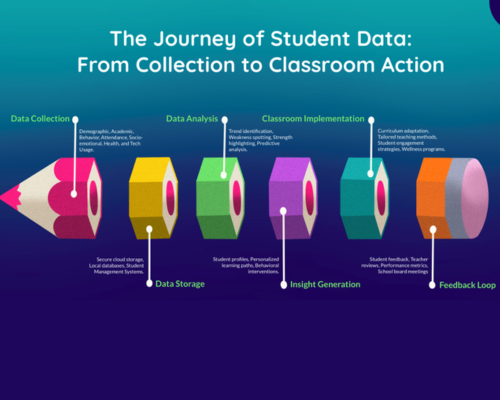 The Journey of Student Data:
From Collection to Classroom Action
Data Collection
Demographic, Academic,
Behavior, Attendance, Socio-
emotional, Health, and Tech
Usage.
Data Analysis
Trend identification,
Weakness spotting, Strength
highlighting, Predictive
analysis.
Classroom Implementation
Curriculum adaptation,
Tailored teaching methods,
Student engagement
strategies, Wellness programs.
Secure cloud storage,
Local databases, Student
Management Systems.
Data Storage
Student profiles, Personalized
learning paths, Behavioral
interventions.
Insight Generation
Student feedback, Teacher
reviews, Performance metrics,
School board meetings
Feedback Loop